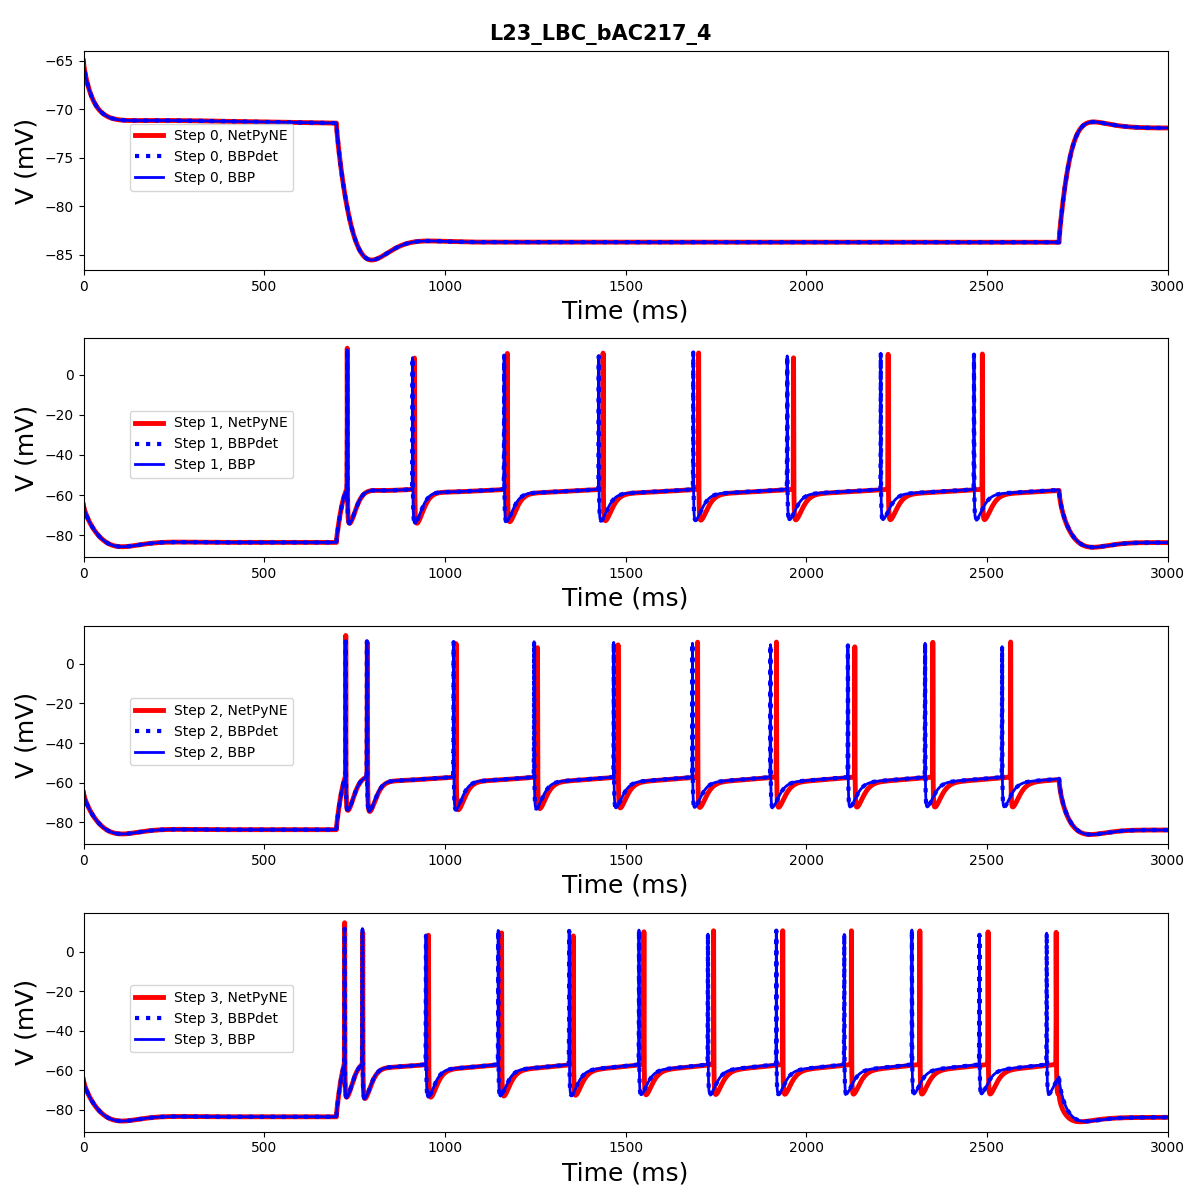 L23_LBC_bAC217_4
−65
−70
−75
−80
−85
V (mV)
Step 0, NetPyNE
Step 0, BBPdet
Step 0, BBP
0 500 1000 1500 2000 2500 3000
Time (ms)
0
−20
−40
−60
−80
V (mV)
Step 1, NetPyNE
Step 1, BBPdet
Step 1, BBP
0 500 1000 1500 2000 2500 3000
Time (ms)
0
−20
−40
−60
−80
V (mV)
Step 2, NetPyNE
Step 2, BBPdet
Step 2, BBP
0 500 1000 1500 2000 2500 3000
Time (ms)
0
−20
−40
−60
−80
V (mV)
Step 3, NetPyNE
Step 3, BBPdet
Step 3, BBP
0 500 1000 1500 2000 2500 3000
Time (ms)